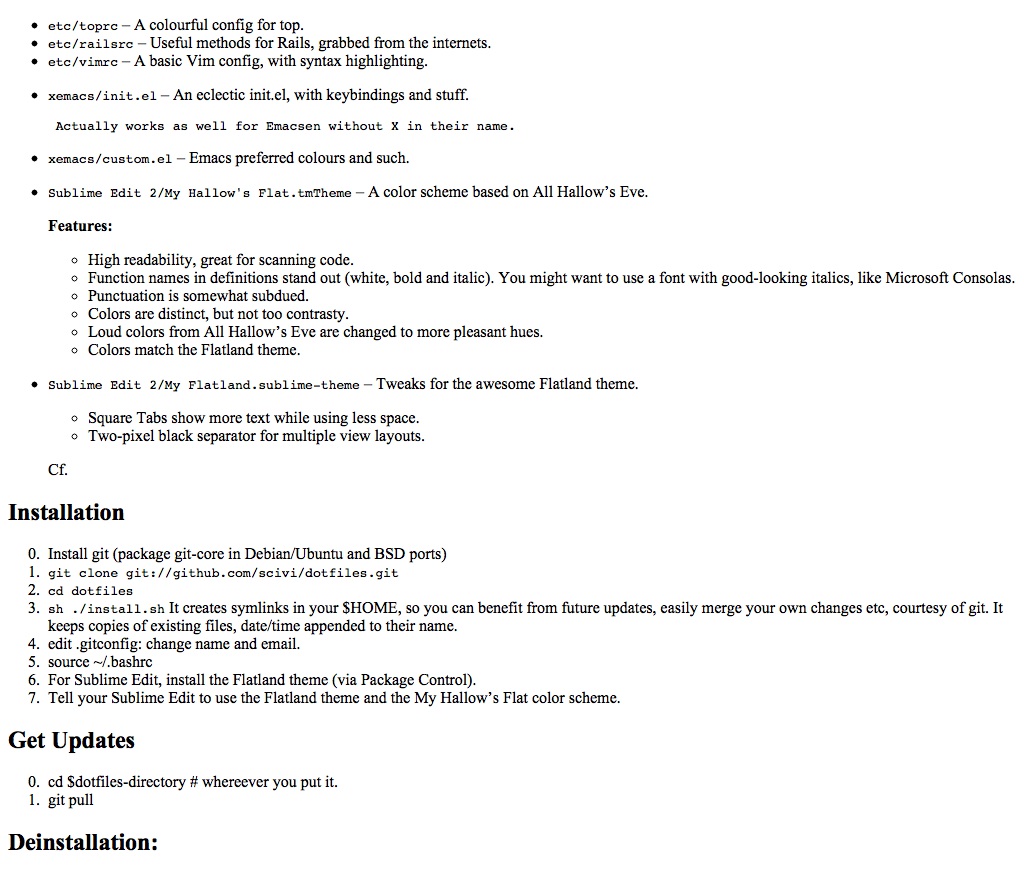 • etc/toprc – A colourful config for top.
• etc/railsrc – Useful methods for Rails, grabbed from the internets.
• etc/vimrc – A basic Vim config, with syntax highlighting.
• xemacs/init.el – An eclectic init.el, with keybindings and stuff.
Actually works as well for Emacsen without X in their name.
• xemacs/custom.el – Emacs preferred colours and such.
• Sublime Edit 2/My Hallow's Flat.tmTheme – A color scheme based on All Hallow’s Eve.
Features:
◦ High readability, great for scanning code.
◦ Function names in definitions stand out (white, bold and italic). You might want to use a font with good-looking italics, like Microsoft Consolas.
◦ Punctuation is somewhat subdued.
◦ Colors are distinct, but not too contrasty.
◦ Loud colors from All Hallow’s Eve are changed to more pleasant hues.
◦ Colors match the Flatland theme.
• Sublime Edit 2/My Flatland.sublime-theme – Tweaks for the awesome Flatland theme.
◦ Square Tabs show more text while using less space.
◦ Two-pixel black separator for multiple view layouts.
Cf.
Installation
0. Install git (package git-core in Debian/Ubuntu and BSD ports)
1. git clone git://github.com/scivi/dotfiles.git
2. cd dotfiles
3. sh ./install.sh It creates symlinks in your $HOME, so you can benefit from future updates, easily merge your own changes etc, courtesy of git. It
keeps copies of existing files, date/time appended to their name.
4. edit .gitconfig: change name and email.
5. source ~/.bashrc
6. For Sublime Edit, install the Flatland theme (via Package Control).
7. Tell your Sublime Edit to use the Flatland theme and the My Hallow’s Flat color scheme.
Get Updates
0. cd $dotfiles-directory # whereever you put it.
1. git pull
Deinstallation: